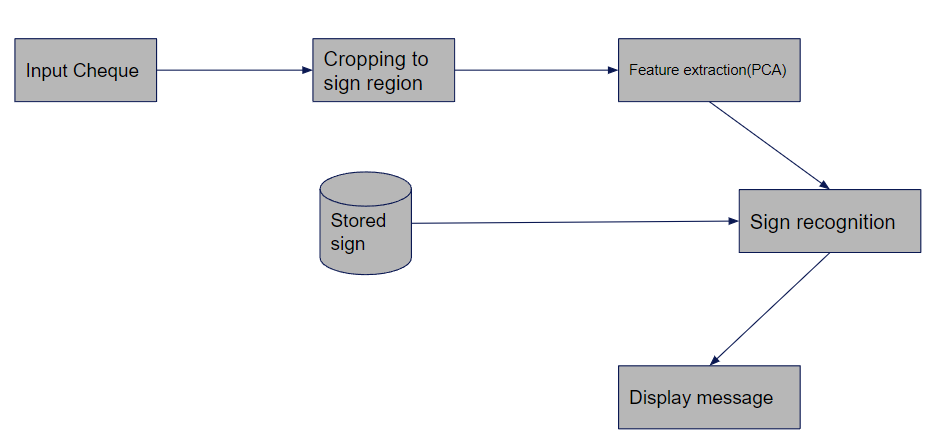 Input Cheque
Cropping to
sign region
Feature extraction(PCA)
Stored
sign
Sign recognition
Display message